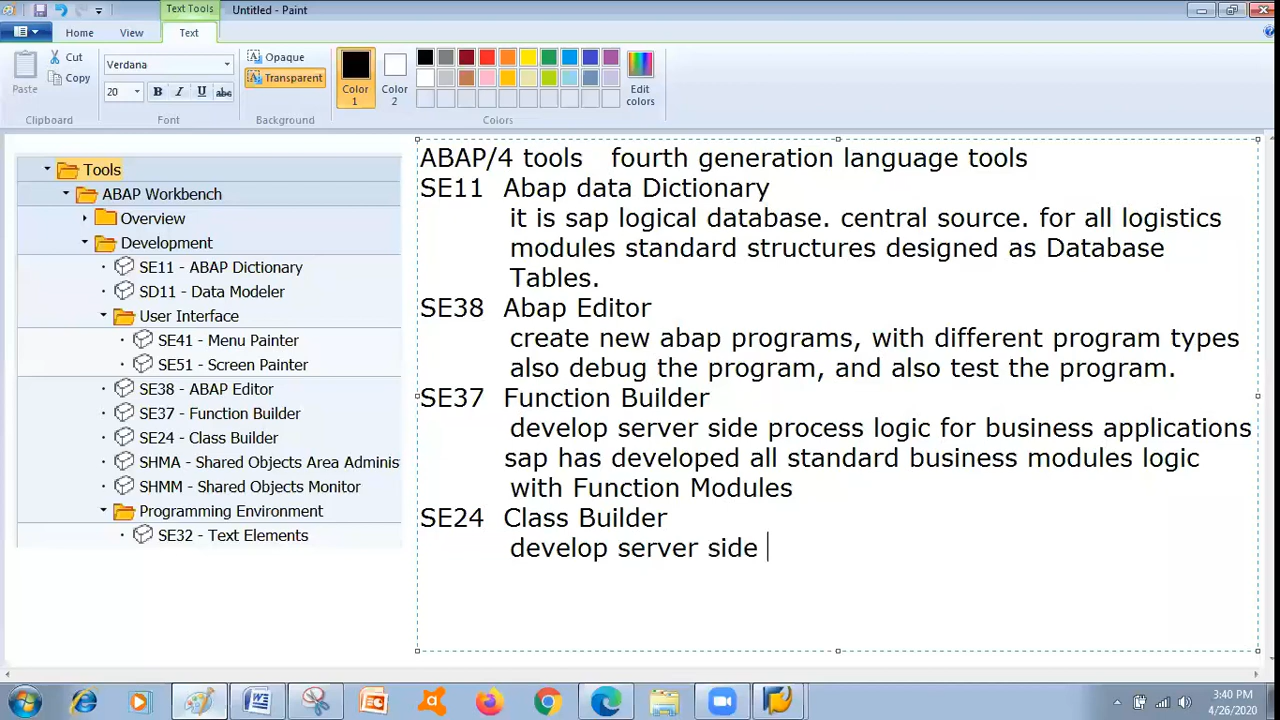 Text Tools
Untitled - Paint
Home
View
Text
Paste
Cut
Copy
Verdana
20
B
I
U
abc
Opaque
Transparent
Color 1
Color 2
Edit colors
Clipboard
Font
Background
Colors
Tools
ABAP Workbench
Overview
Development
SE11 - ABAP Dictionary
SD11 - Data Modeler
User Interface
SE41 - Menu Painter
SE51 - Screen Painter
SE38 - ABAP Editor
SE37 - Function Builder
SE24 - Class Builder
SHMA - Shared Objects Area Adminis
SHMM - Shared Objects Monitor
Programming Environment
SE32 - Text Elements
ABAP/4 tools fourth generation language tools
SE11 Abap data Dictionary
it is sap logical database. central source. for all logistics
modules standard structures designed as Database
Tables.
SE38 Abap Editor
create new abap programs, with different program types
also debug the program, and also test the program.
SE37 Function Builder
develop server side process logic for business applications
sap has developed all standard business modules logic
with Function Modules
SE24 Class Builder
develop server side
3:40 PM
4/26/2020